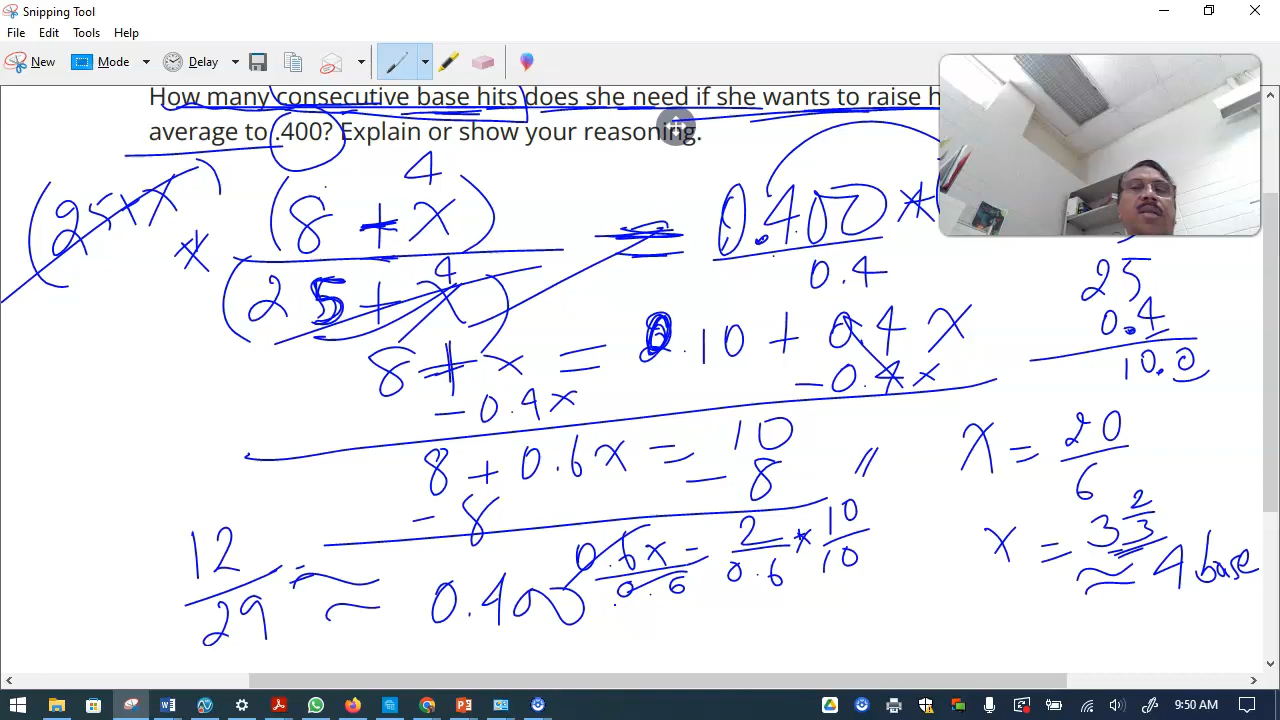 Snipping Tool
File Edit Tools Help
New Mode Delay
How many consecutive base hits does she need if she wants to raise h
average to .400? Explain or show your reasoning.
4
(25+x) * (8 + x) = 0.400 *
(25 + x) 4
0.4
25
0.4
10.0
8 + x = 10 + 0.4x
- 0.4x - 0.4x
8 + 0.6x = 10
- 8 - 8 //
x = 20/6
0.6x/0.6 = 2/0.6 * 10/10
x = 3 2/3
≈ 4 base
12/29 ≈ 0.400
9:50 AM